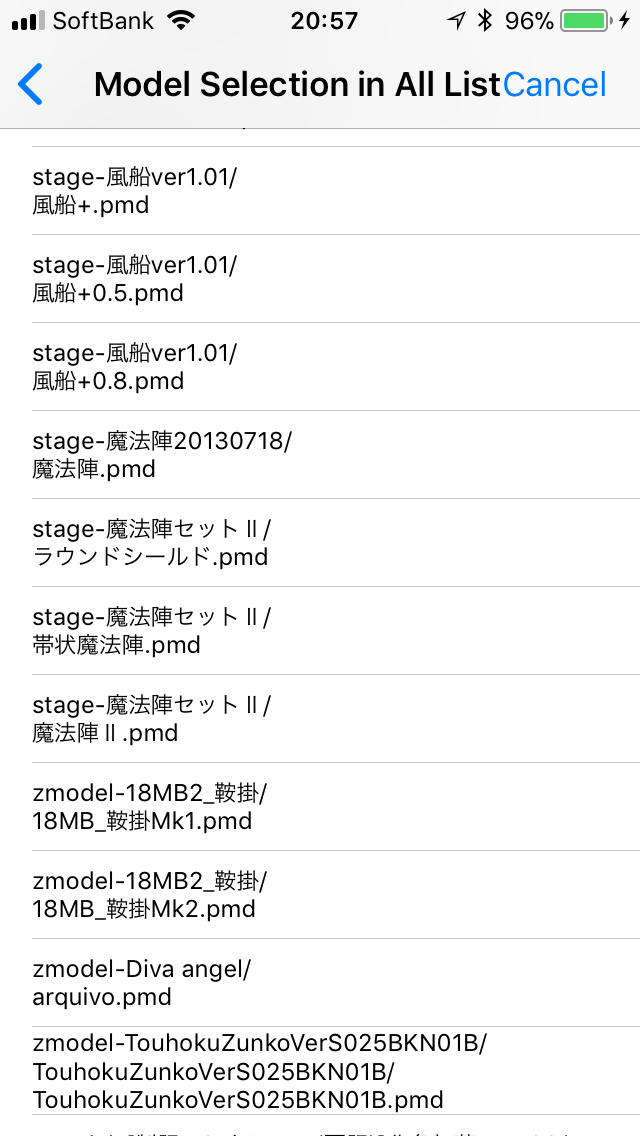 SoftBank 20:57 96%
Model Selection in All List Cancel
stage-風船ver1.01/
風船+.pmd
stage-風船ver1.01/
風船+0.5.pmd
stage-風船ver1.01/
風船+0.8.pmd
stage-魔法陣20130718/
魔法陣.pmd
stage-魔法陣セットⅡ/
ラウンドシールド.pmd
stage-魔法陣セットⅡ/
帯状魔法陣.pmd
stage-魔法陣セットⅡ/
魔法陣Ⅱ.pmd
zmodel-18MB2_鞍掛/
18MB_鞍掛Mk1.pmd
zmodel-18MB2_鞍掛/
18MB_鞍掛Mk2.pmd
zmodel-Diva angel/
arquivo.pmd
zmodel-TouhokuZunkoVerS025BKN01B/
TouhokuZunkoVerS025BKN01B/
TouhokuZunkoVerS025BKN01B.pmd